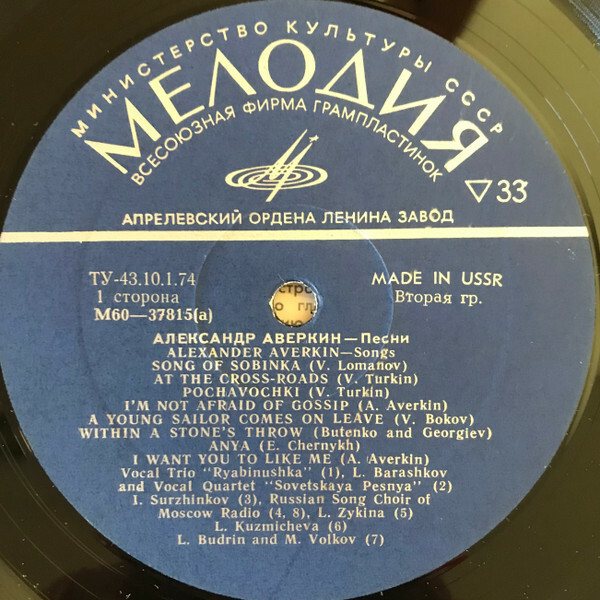 МИНИСТЕРСТВО КУЛЬТУРЫ СССР
МЕЛОДИЯ
ВСЕСОЮЗНАЯ ФИРМА ГРАМПЛАСТИНОК
▽33
АПРЕЛЕВСКИЙ ОРДЕНА ЛЕНИНА ЗАВОД
ТУ-43.10.1.74
MADE IN USSR
1 сторона
Вторая гр.
М60—37815(а)
АЛЕКСАНДР АВЕРКИН—Песни
ALEXANDER AVERKIN—Songs
SONG OF SOBINKA (V. Lomanov)
AT THE CROSS-ROADS (V. Turkin)
POCHAVOCHKI (V. Turkin)
I'M NOT AFRAID OF GOSSIP (A. Averkin)
A YOUNG SAILOR COMES ON LEAVE (V. Bokov)
WITHIN A STONE'S THROW (Butenko and Georgiev)
ANYA (E. Chernykh)
I WANT YOU TO LIKE ME (A. Averkin)
Vocal Trio "Ryabinushka" (1), L. Barashkov
and Vocal Quartet "Sovetskaya Pesnya" (2)
I. Surzhinkov (3), Russian Song Choir of
Moscow Radio (4, 8), L. Zykina (5)
L. Kuzmicheva (6)
L. Budrin and M. Volkov (7)